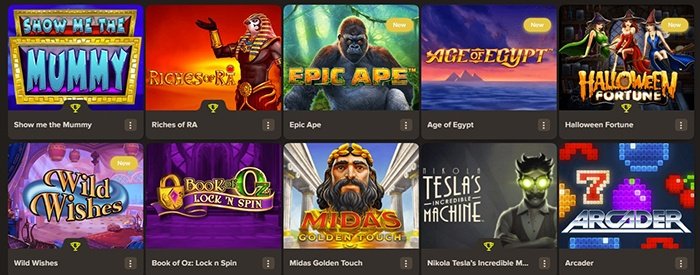 SHOW ME THE
MUMMY
RICHES OF RA
New
EPIC APE
New
AGE OF EGYPT
New
HALLOWEEN
FORTUNE
Show me the Mummy
Riches of RA
Epic Ape
Age of Egypt
Halloween Fortune
New
Wild
Wishes
BOOK OF OZ
LOCK 'N SPIN
MIDAS
GOLDEN TOUCH
NIKOLA
TESLA'S
INCREDIBLE
MACHINE
7
ARCADER
Wild Wishes
Book of Oz: Lock n Spin
Midas Golden Touch
Nikola Tesla's Incredible M...
Arcader